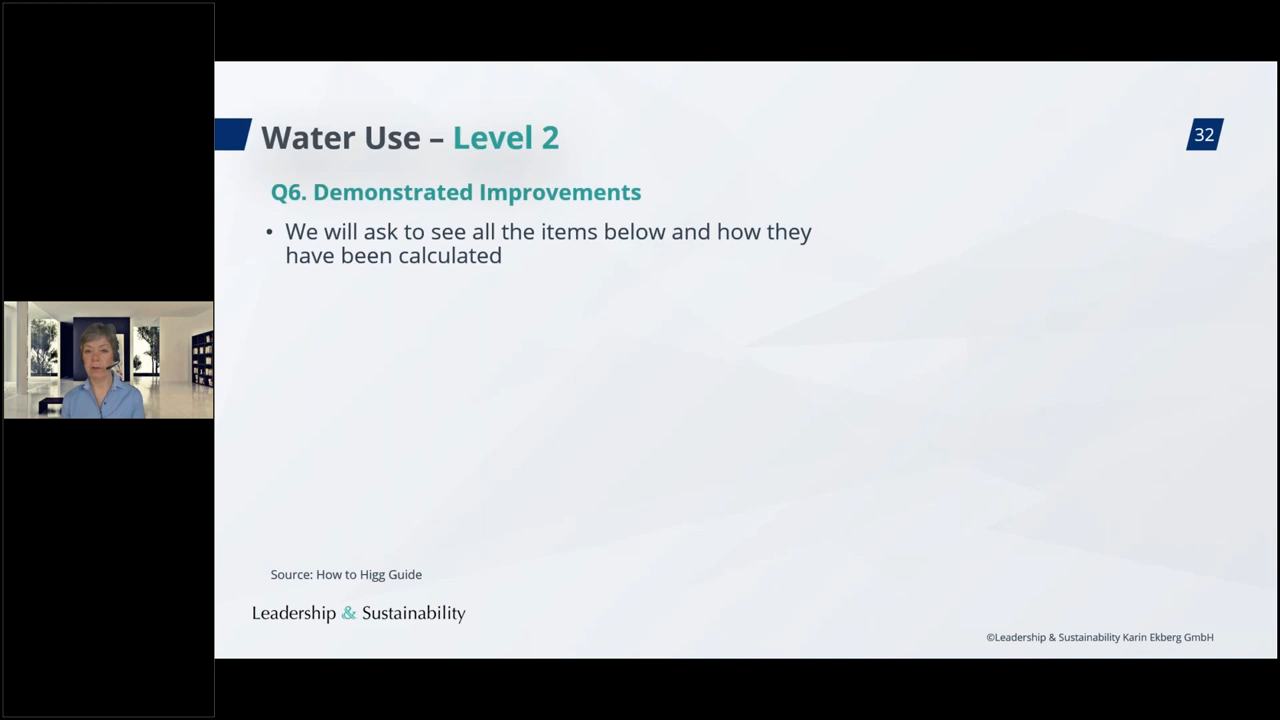 Water Use – Level 2
32
Q6. Demonstrated Improvements
• We will ask to see all the items below and how they
have been calculated
Source: How to Higg Guide
Leadership & Sustainability
©Leadership & Sustainability Karin Ekberg GmbH